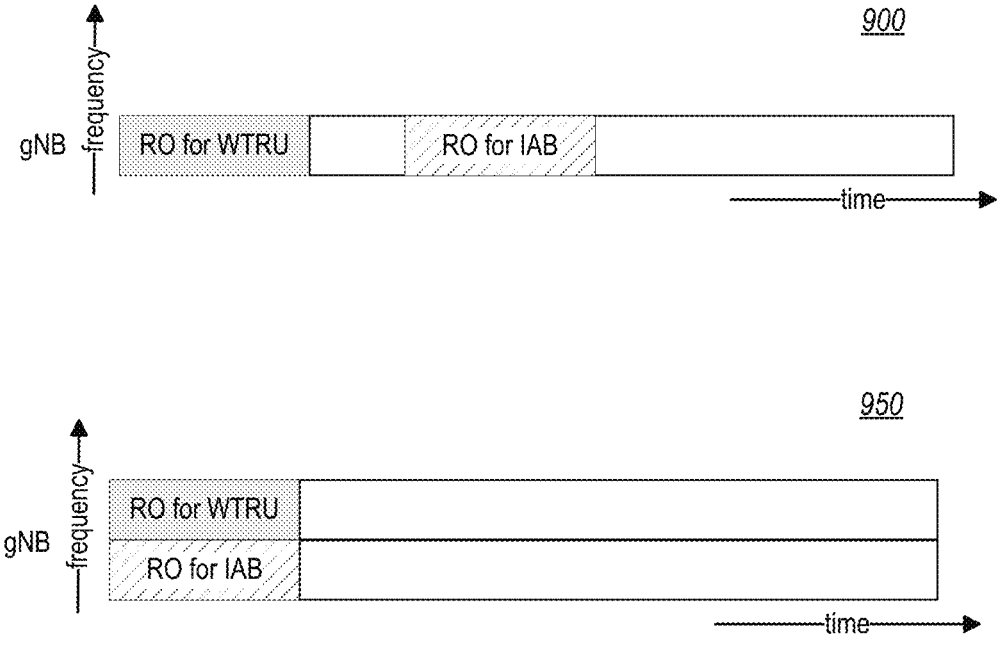 900
frequency
gNB
RO for WTRU
RO for IAB
time
950
frequency
gNB
RO for WTRU
RO for IAB
time